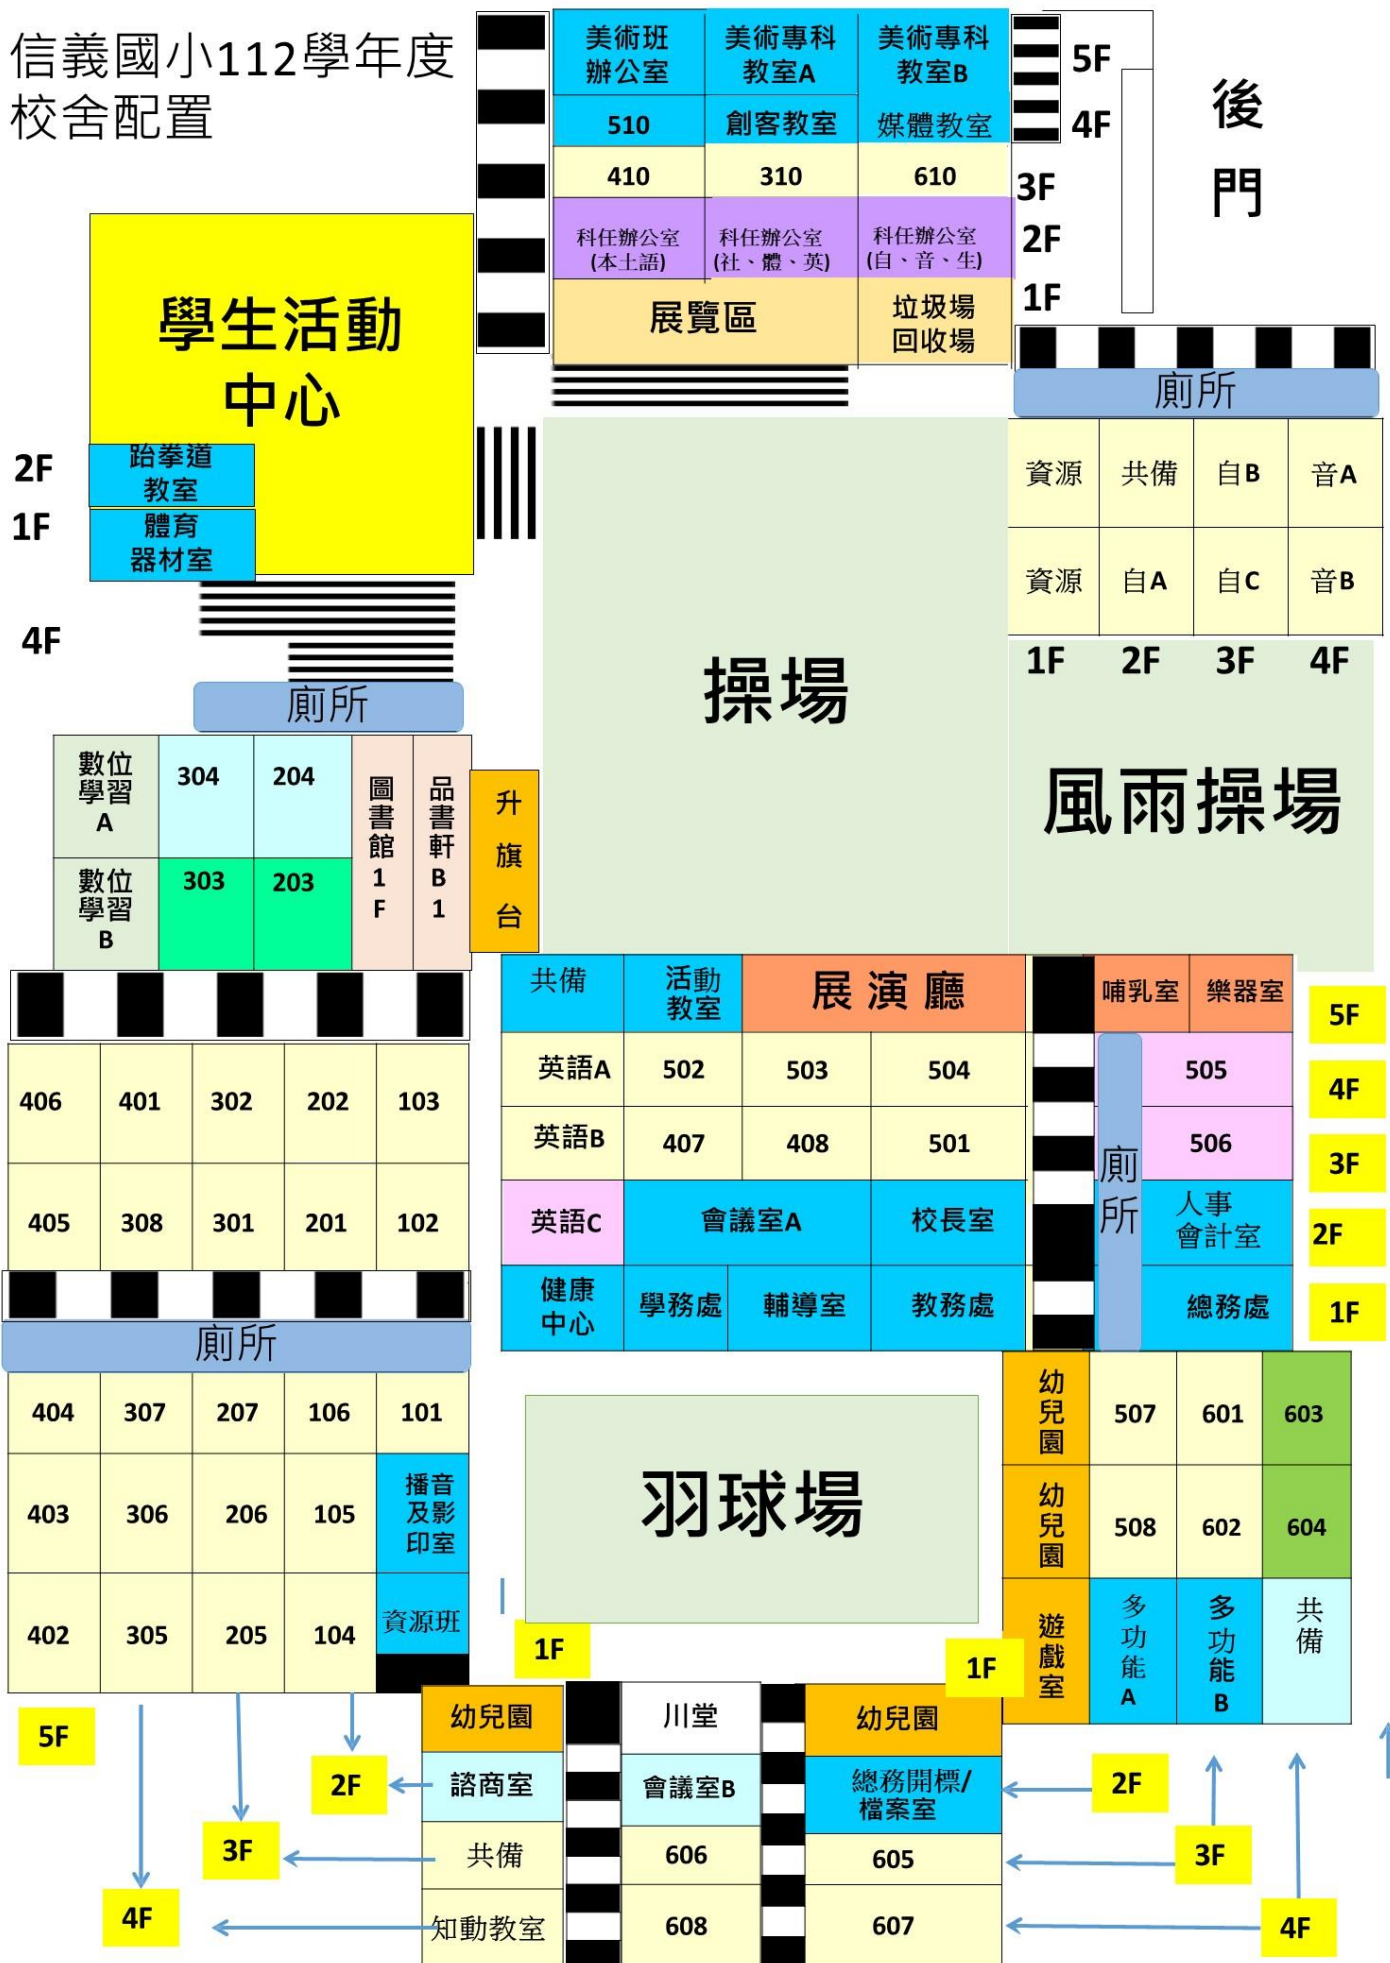 信義國小112學年度
校舍配置
美術班
辦公室
美術專科
教室A
美術專科
教室B
5F
510
創客教室
媒體教室
4F
410
310
610
3F
科任辦公室
(本土語)
科任辦公室
(社、體、英)
科任辦公室
(自、音、生)
2F
展覽區
垃圾場
回收場
1F
後
門
學生活動
中心
2F
跆拳道
教室
1F
體育
器材室
4F
廁所
資源
共備
自B
音A
資源
自A
自C
音B
1F
2F
3F
4F
操場
風雨操場
廁所
數位
學習
A
304
204
圖
書
館
1
F
品
書
軒
B
1
數位
學習
B
303
203
升
旗
台
406
401
302
202
103
405
308
301
201
102
廁所
404
307
207
106
101
403
306
206
105
播音
及影
印室
402
305
205
104
資源班
共備
活動
教室
展演廳
哺乳室
樂器室
5F
英語A
502
503
504
505
4F
英語B
407
408
501
506
3F
廁
所
英語C
會議室A
校長室
人事
會計室
2F
健康
中心
學務處
輔導室
教務處
總務處
1F
羽球場
幼
兒
園
507
601
603
幼
兒
園
508
602
604
遊
戲
室
多
功
能
A
多
功
能
B
共
備
1F
1F
5F
2F
3F
4F
幼兒園
川堂
幼兒園
諮商室
會議室B
總務開標/
檔案室
2F
共備
606
605
3F
知動教室
608
607
4F